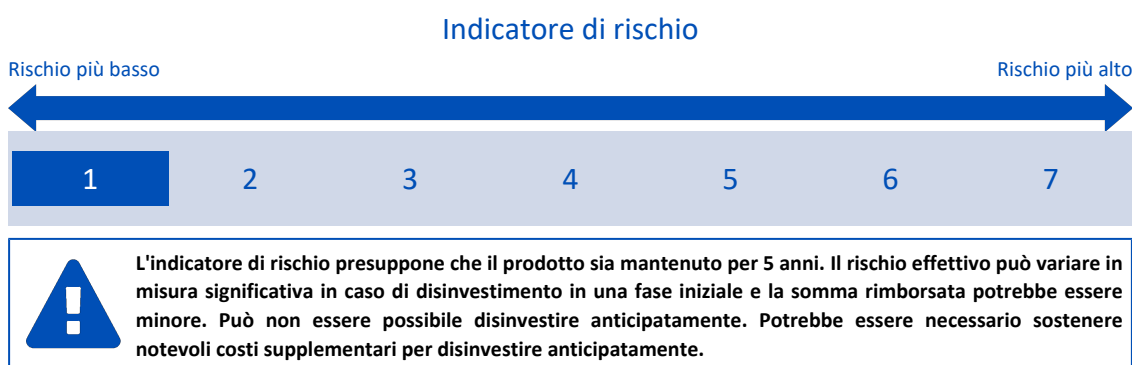 Indicatore di rischio
Rischio più basso
Rischio più alto
1 2 3 4 5 6 7
L'indicatore di rischio presuppone che il prodotto sia mantenuto per 5 anni. Il rischio effettivo può variare in
misura significativa in caso di disinvestimento in una fase iniziale e la somma rimborsata potrebbe essere
minore. Può non essere possibile disinvestire anticipatamente. Potrebbe essere necessario sostenere
notevoli costi supplementari per disinvestire anticipatamente.